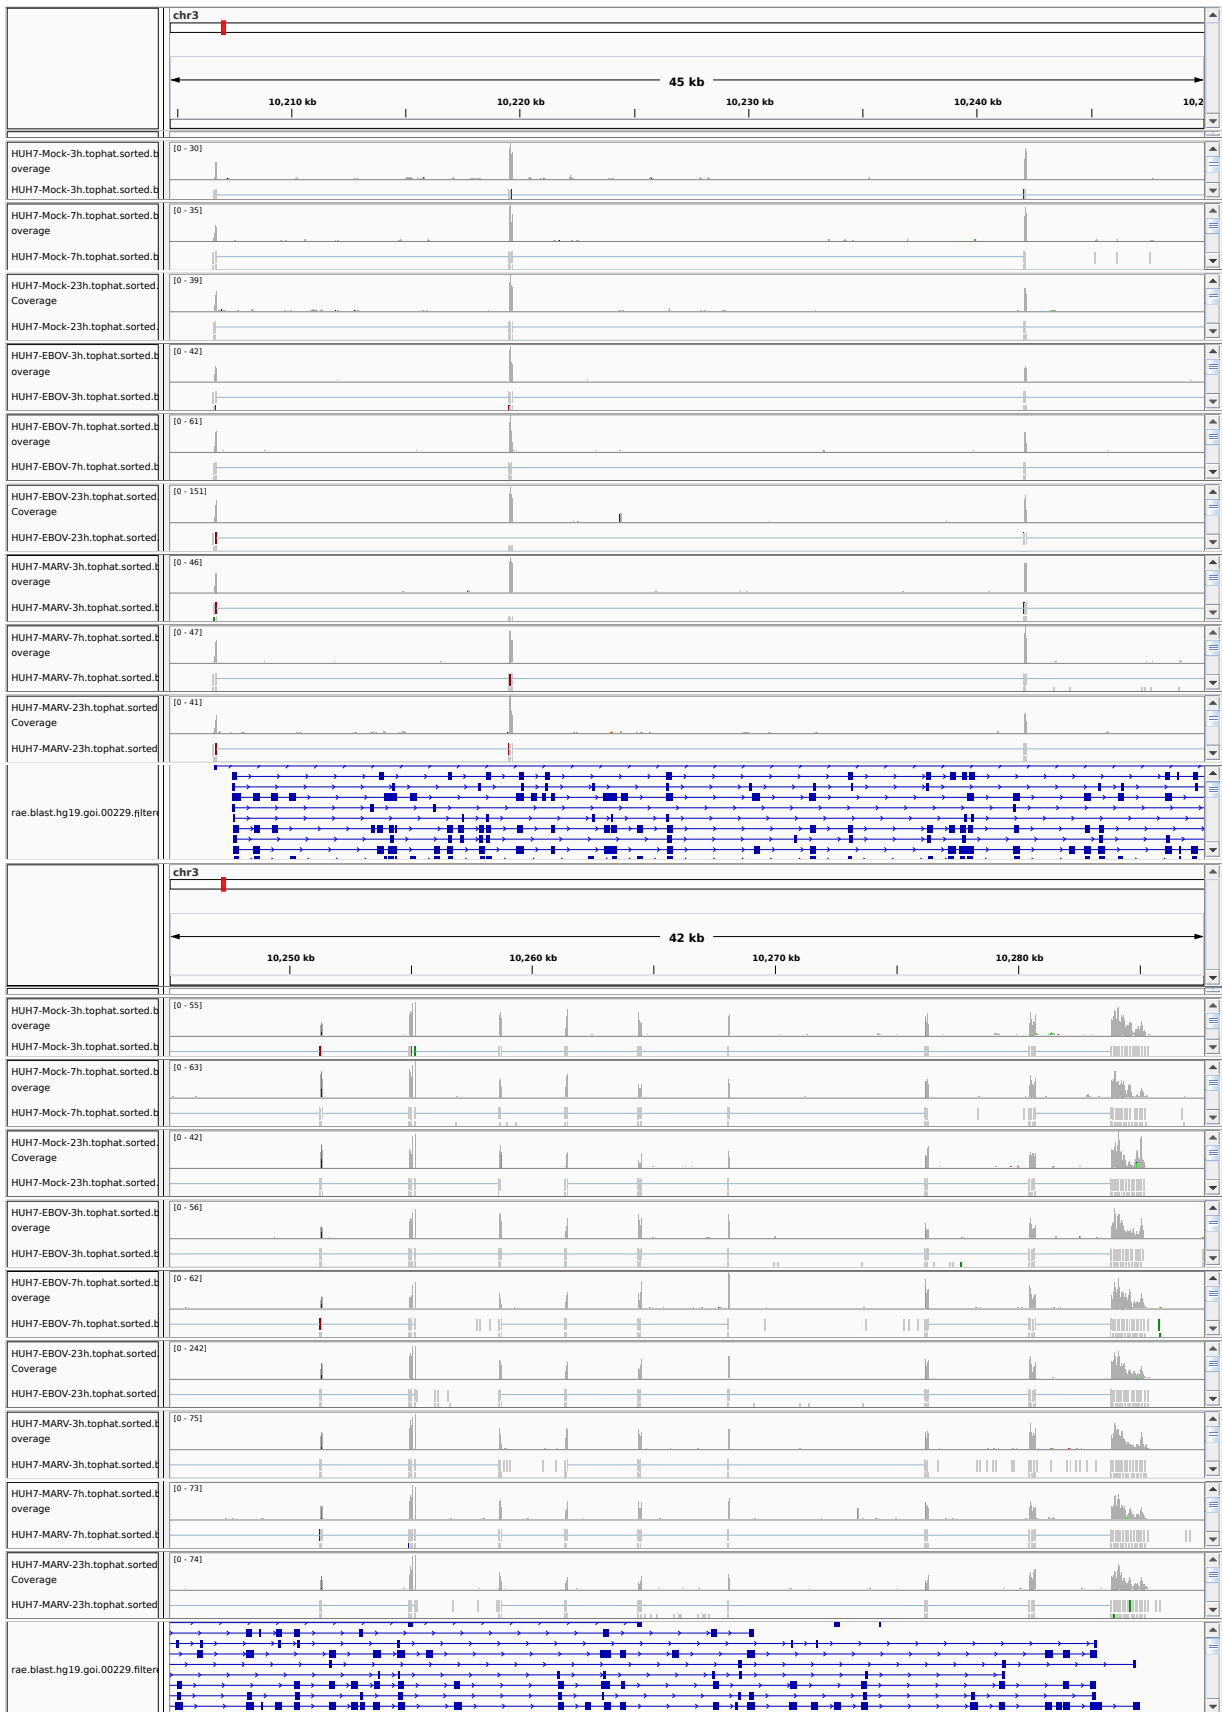 chr3
45 kb
10,210 kb 10,220 kb 10,230 kb 10,240 kb 10,2
HUH7-Mock-3h.tophat.sorted.b [0 - 30]
overage
HUH7-Mock-3h.tophat.sorted.b
HUH7-Mock-7h.tophat.sorted.b [0 - 35]
overage
HUH7-Mock-7h.tophat.sorted.b
HUH7-Mock-23h.tophat.sorted. [0 - 39]
Coverage
HUH7-Mock-23h.tophat.sorted.
HUH7-EBOV-3h.tophat.sorted.b [0 - 42]
overage
HUH7-EBOV-3h.tophat.sorted.b
HUH7-EBOV-7h.tophat.sorted.b [0 - 61]
overage
HUH7-EBOV-7h.tophat.sorted.b
HUH7-EBOV-23h.tophat.sorted. [0 - 151]
Coverage
HUH7-EBOV-23h.tophat.sorted.
HUH7-MARV-3h.tophat.sorted.b [0 - 46]
overage
HUH7-MARV-3h.tophat.sorted.b
HUH7-MARV-7h.tophat.sorted.b [0 - 47]
overage
HUH7-MARV-7h.tophat.sorted.b
HUH7-MARV-23h.tophat.sorted [0 - 41]
Coverage
HUH7-MARV-23h.tophat.sorted
rae.blast.hg19.goi.00229.filtere
chr3
42 kb
10,250 kb 10,260 kb 10,270 kb 10,280 kb
HUH7-Mock-3h.tophat.sorted.b [0 - 55]
overage
HUH7-Mock-3h.tophat.sorted.b
HUH7-Mock-7h.tophat.sorted.b [0 - 63]
overage
HUH7-Mock-7h.tophat.sorted.b
HUH7-Mock-23h.tophat.sorted. [0 - 42]
Coverage
HUH7-Mock-23h.tophat.sorted.
HUH7-EBOV-3h.tophat.sorted.b [0 - 56]
overage
HUH7-EBOV-3h.tophat.sorted.b
HUH7-EBOV-7h.tophat.sorted.b [0 - 62]
overage
HUH7-EBOV-7h.tophat.sorted.b
HUH7-EBOV-23h.tophat.sorted. [0 - 242]
Coverage
HUH7-EBOV-23h.tophat.sorted.
HUH7-MARV-3h.tophat.sorted.b [0 - 75]
overage
HUH7-MARV-3h.tophat.sorted.b
HUH7-MARV-7h.tophat.sorted.b [0 - 73]
overage
HUH7-MARV-7h.tophat.sorted.b
HUH7-MARV-23h.tophat.sorted [0 - 74]
Coverage
HUH7-MARV-23h.tophat.sorted
rae.blast.hg19.goi.00229.filtere